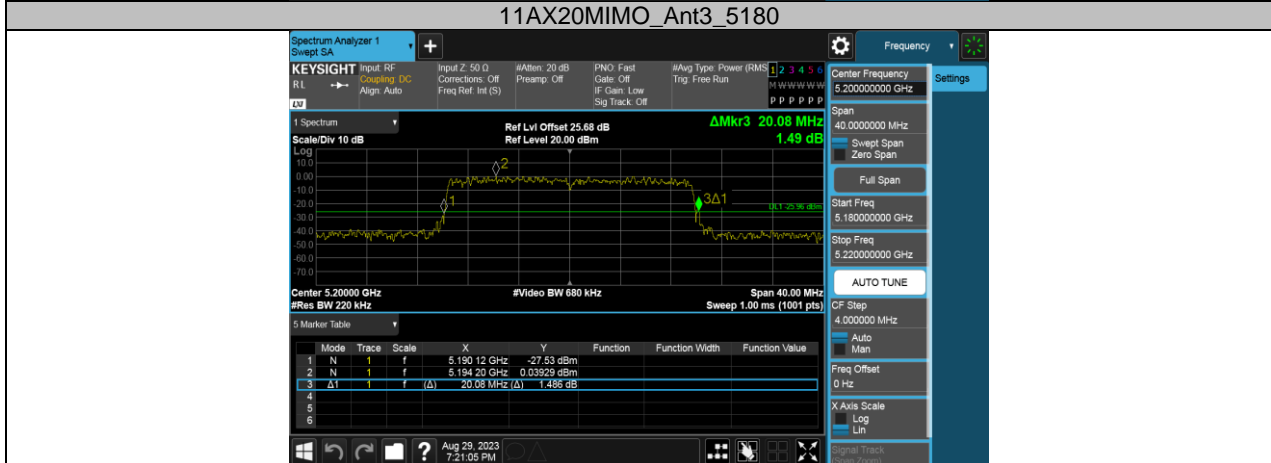 11AX20MIMO_Ant3_5180
Spectrum Analyzer 1
Swept SA
Frequency
KEYSIGHT Input: RF Input Z: 50 Ω #Atten: 20 dB PNO: Fast #Avg Type: Power (RMS 1 2 3 4 5 6
RL Coupling: DC Corrections: Off Preamp: Off Gate: Off Trig: Free Run M W W W W W
Align: Auto Freq Ref: Int (S) IF Gain: Low
Sig Track: Off P P P P P P
LXI
1 Spectrum Ref Lvl Offset 25.68 dB ΔMkr3 20.08 MHz
Scale/Div 10 dB Ref Level 20.00 dBm 1.49 dB
Log
10.0
0.00
-10.0
-20.0
-30.0
-40.0
-50.0
-60.0
-70.0
2
1
3Δ1
DL1 -25.96 dBm
Center 5.20000 GHz #Video BW 680 kHz Span 40.00 MHz
#Res BW 220 kHz Sweep 1.00 ms (1001 pts)
5 Marker Table
Mode Trace Scale X Y Function Function Width Function Value
1 N 1 f 5.190 12 GHz -27.53 dBm
2 N 1 f 5.194 20 GHz 0.03929 dBm
3 Δ1 1 f (Δ) 20.08 MHz (Δ) 1.486 dB
4
5
6
? Aug 29, 2023
7:21:05 PM
Center Frequency
5.200000000 GHz
Settings
Span
40.0000000 MHz
Swept Span
Zero Span
Full Span
Start Freq
5.180000000 GHz
Stop Freq
5.220000000 GHz
AUTO TUNE
CF Step
4.000000 MHz
Auto
Man
Freq Offset
0 Hz
X Axis Scale
Log
Lin
Signal Track
(Span Zoom)